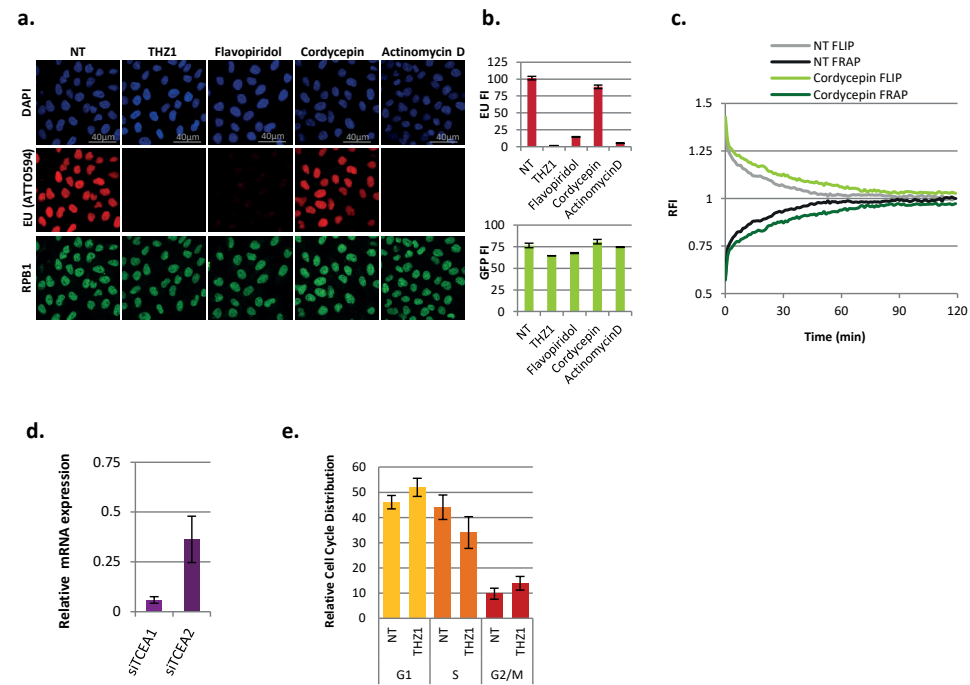 a.
NT THZ1 Flavopiridol Cordycepin Actinomycin D
DAPI
40μm 40μm 40μm 40μm 40μm
EU (ATTO594)
RPB1
b.
EU FI
125
100
75
50
25
0
NT THZ1 Flavopiridol Cordycepin ActinomycinD
GFP FI
100
75
50
25
0
NT THZ1 Flavopiridol Cordycepin ActinomycinD
c.
NT FLIP
NT FRAP
Cordycepin FLIP
Cordycepin FRAP
RFI
1.5
1.25
1
0.75
0.5
0 30 60 90 120
Time (min)
d.
Relative mRNA expression
0.75
0.5
0.25
0
siTCEA1 siTCEA2
e.
Relative Cell Cycle Distribution
60
50
40
30
20
10
0
NT THZ1 NT THZ1 NT THZ1
G1 S G2/M